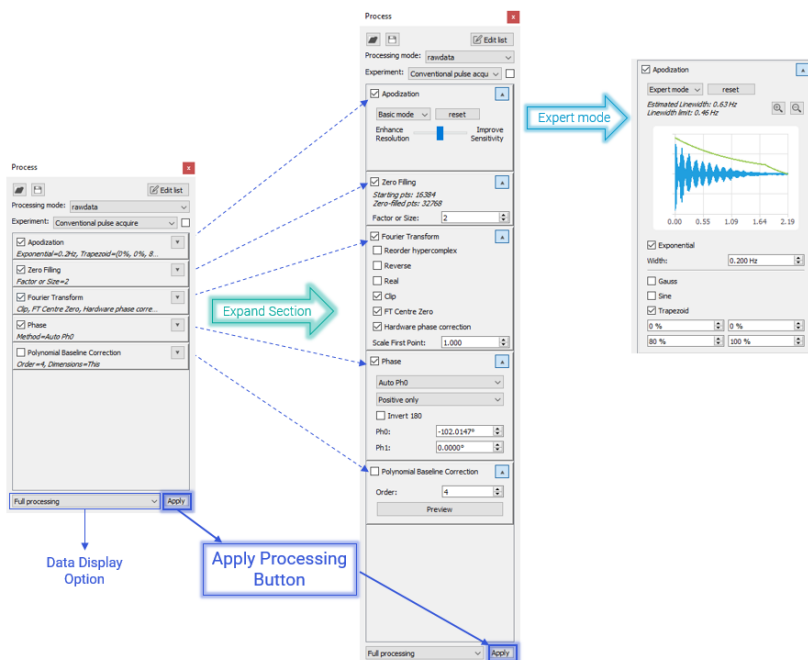 Process
x
Edit list
Processing mode: rawdata
Experiment: Conventional pulse acquire
Apodization
Exponential=0.2Hz, Trapezoid=(0%, 0%, 8...
Zero Filling
Factor or Size=2
Fourier Transform
Clip, FT Centre Zero, Hardware phase corre...
Phase
Method=Auto Ph0
Polynomial Baseline Correction
Order=4, Dimensions=This
Full processing
Apply
Data Display
Option
Expand Section
Apply Processing
Button
Process
x
Edit list
Processing mode: rawdata
Experiment: Conventional pulse acqu
Apodization
Basic mode
reset
Enhance
Resolution
Improve
Sensitivity
Zero Filling
Starting pts: 16384
Zero-filled pts: 32768
Factor or Size: 2
Fourier Transform
Reorder hypercomplex
Reverse
Real
Clip
FT Centre Zero
Hardware phase correction
Scale First Point: 1.000
Phase
Auto Ph0
Positive only
Invert 180
Ph0: -102.0147°
Ph1: 0.0000°
Polynomial Baseline Correction
Order: 4
Preview
Full processing
Apply
Expert mode
Apodization
Expert mode
reset
Estimated Linewidth: 0.63 Hz
Linewidth limit: 0.46 Hz
0.00 0.55 1.09 1.64 2.19
Exponential
Width: 0.200 Hz
Gauss
Sine
Trapezoid
0 % 0 %
80 % 100 %